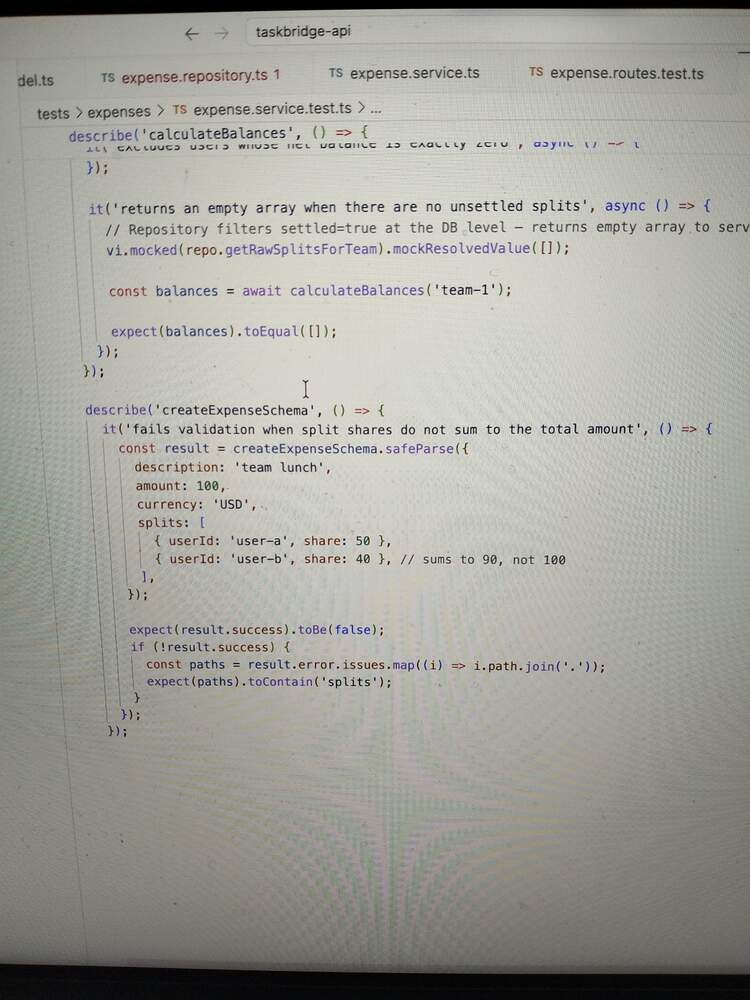 ← → taskbridge-api
del.ts TS expense.repository.ts 1 TS expense.service.ts TS expense.routes.test.ts
tests > expenses > TS expense.service.test.ts > ...
describe('calculateBalances', () => {
it('excludes users whose net balance is exactly zero', async () => {
});
it('returns an empty array when there are no unsettled splits', async () => {
// Repository filters settled=true at the DB level — returns empty array to serv
vi.mocked(repo.getRawSplitsForTeam).mockResolvedValue([]);
const balances = await calculateBalances('team-1');
expect(balances).toEqual([]);
});
});
describe('createExpenseSchema', () => {
it('fails validation when split shares do not sum to the total amount', () => {
const result = createExpenseSchema.safeParse({
description: 'team lunch',
amount: 100,
currency: 'USD',
splits: [
{ userId: 'user-a', share: 50 },
{ userId: 'user-b', share: 40 }, // sums to 90, not 100
],
});
expect(result.success).toBe(false);
if (!result.success) {
const paths = result.error.issues.map((i) => i.path.join('.'));
expect(paths).toContain('splits');
}
});
});